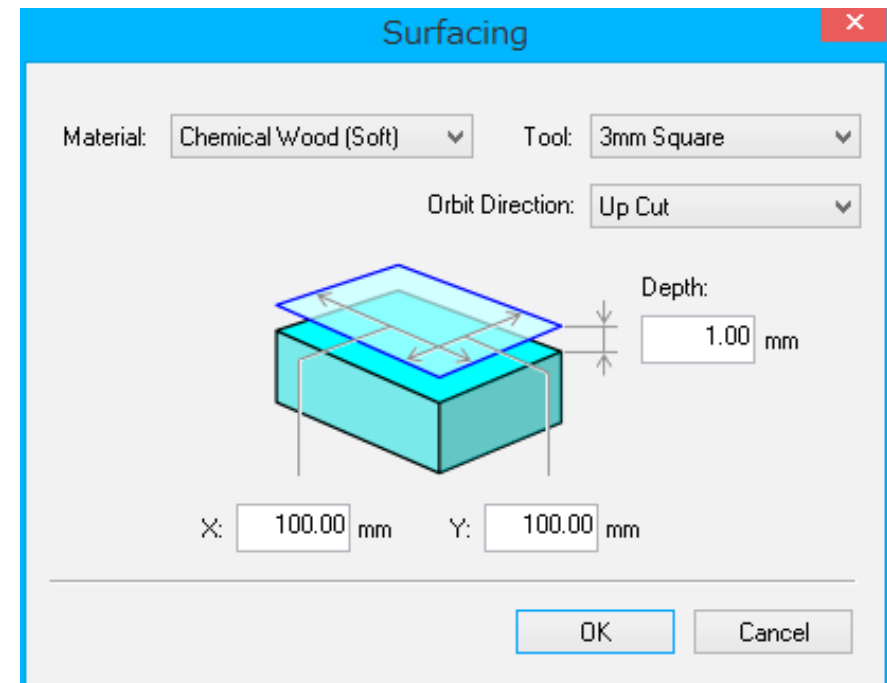 Surfacing
Material: Chemical Wood (Soft) Tool: 3mm Square
Orbit Direction: Up Cut
Depth:
1.00 mm
X: 100.00 mm Y: 100.00 mm
OK Cancel